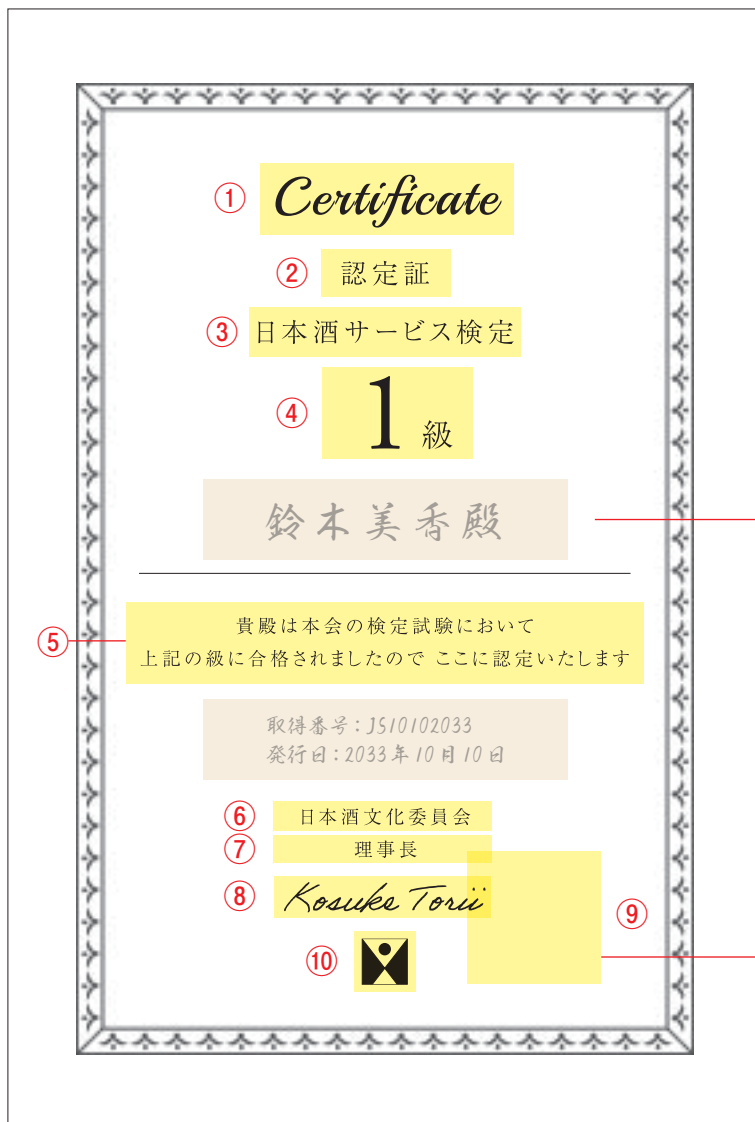 ① Certificate
② 認定証
③ 日本酒サービス検定
④ 1級
鈴木美香殿
貴殿は本会の検定試験において
⑤ 上記の級に合格されましたので ここに認定いたします
取得番号：JS10102033
発行日：2033年10月10日
⑥ 日本酒文化委員会
⑦ 理事長
⑧ Kosuke Torii
⑨
⑩